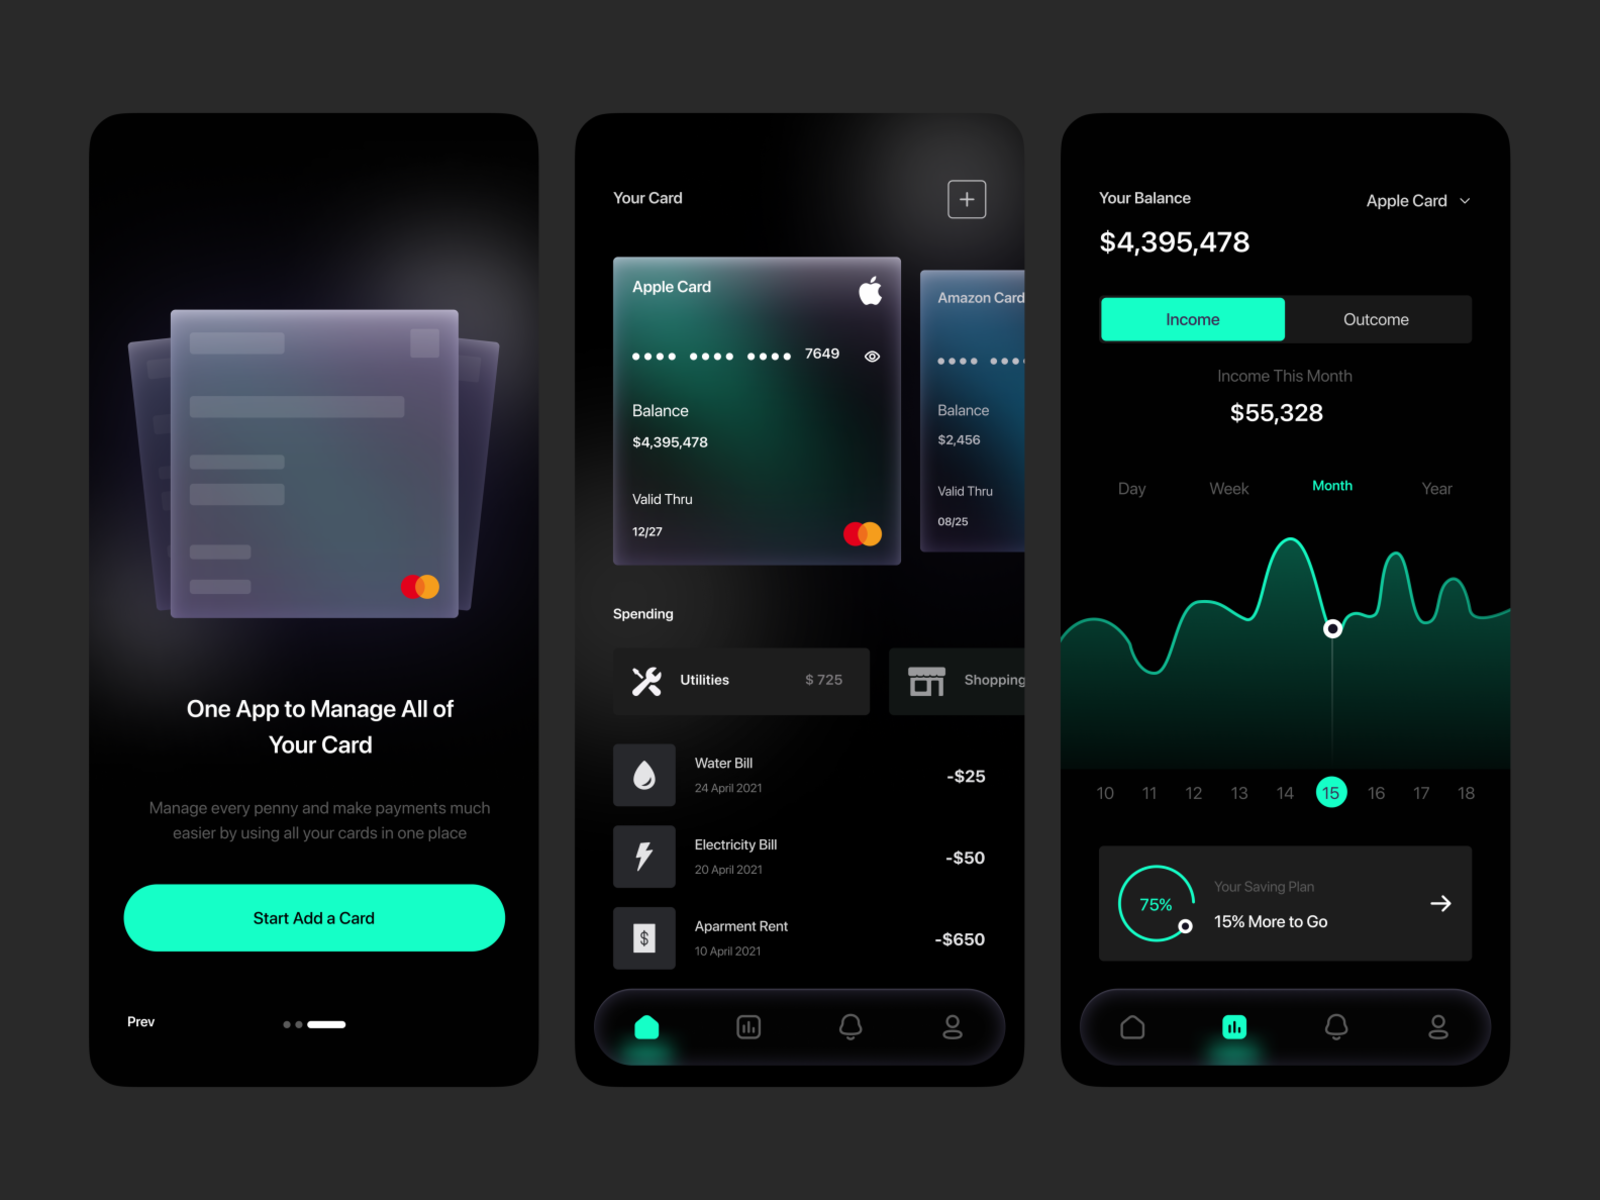 One App to Manage All of
Your Card
Manage every penny and make payments much
easier by using all your cards in one place
Start Add a Card
Prev
Your Card
Apple Card
7649
Balance
$4,395,478
Valid Thru
12/27
Amazon Card
Balance
$2,456
Valid Thru
08/25
Spending
Utilities $ 725
Shopping
Water Bill
24 April 2021
-$25
Electricity Bill
20 April 2021
-$50
Aparment Rent
10 April 2021
-$650
Your Balance
Apple Card
$4,395,478
Income Outcome
Income This Month
$55,328
Day Week Month Year
10 11 12 13 14 15 16 17 18
75%
Your Saving Plan
15% More to Go